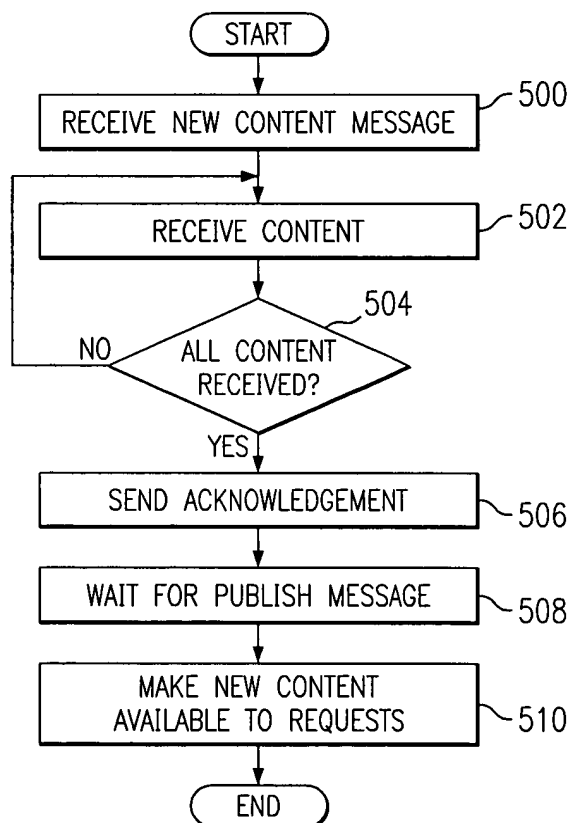 START
RECEIVE NEW CONTENT MESSAGE
500
RECEIVE CONTENT
502
504
ALL CONTENT
RECEIVED?
NO
YES
SEND ACKNOWLEDGEMENT
506
WAIT FOR PUBLISH MESSAGE
508
MAKE NEW CONTENT
AVAILABLE TO REQUESTS
510
END